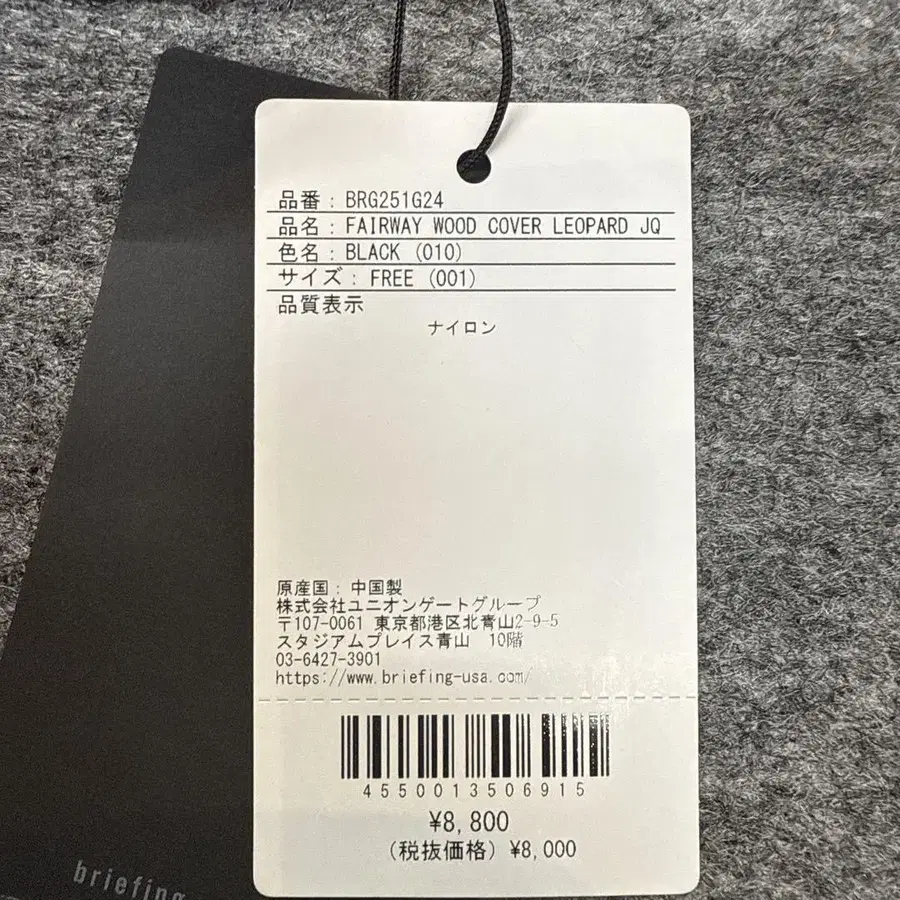 品番 : BRG251G24
品名 : FAIRWAY WOOD COVER LEOPARD JQ
色名 : BLACK (010)
サイズ : FREE (001)
品質表示
ナイロン
原産国 : 中国製
株式会社ユニオンゲートグループ
〒107-0061 東京都港区北青山2-9-5
スタジアムプレイス青山 10階
03-6427-3901
https://www.briefing-usa.com/
4550013506915
¥8,800
(税抜価格) ¥8,000
briefing